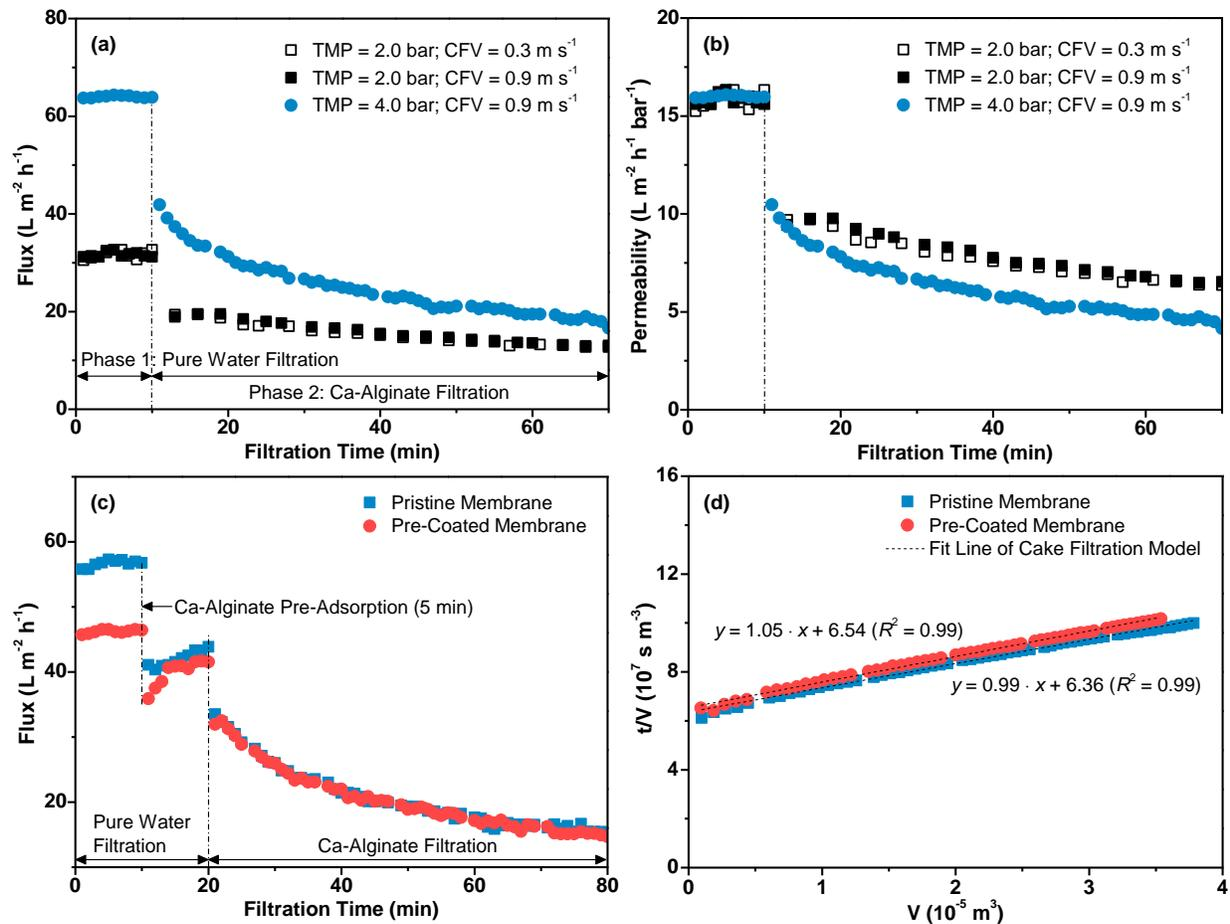 (a)
TMP = 2.0 bar; CFV = 0.3 m s⁻¹
TMP = 2.0 bar; CFV = 0.9 m s⁻¹
TMP = 4.0 bar; CFV = 0.9 m s⁻¹
Phase 1: Pure Water Filtration
Phase 2: Ca-Alginate Filtration
80
60
40
20
0
0 20 40 60
Flux (L m⁻² h⁻¹)
Filtration Time (min)
(b)
TMP = 2.0 bar; CFV = 0.3 m s⁻¹
TMP = 2.0 bar; CFV = 0.9 m s⁻¹
TMP = 4.0 bar; CFV = 0.9 m s⁻¹
20
15
10
5
0
0 20 40 60
Permeability (L m⁻² h⁻¹ bar⁻¹)
Filtration Time (min)
(c)
Pristine Membrane
Pre-Coated Membrane
Ca-Alginate Pre-Adsorption (5 min)
Pure Water
Filtration
Ca-Alginate Filtration
60
40
20
0 20 40 60 80
Flux (L m⁻² h⁻¹)
Filtration Time (min)
(d)
Pristine Membrane
Pre-Coated Membrane
Fit Line of Cake Filtration Model
y = 1.05 · x + 6.54 (R² = 0.99)
y = 0.99 · x + 6.36 (R² = 0.99)
16
12
8
4
0
0 1 2 3 4
t/V (10⁷ s m⁻³)
V (10⁻⁵ m³)